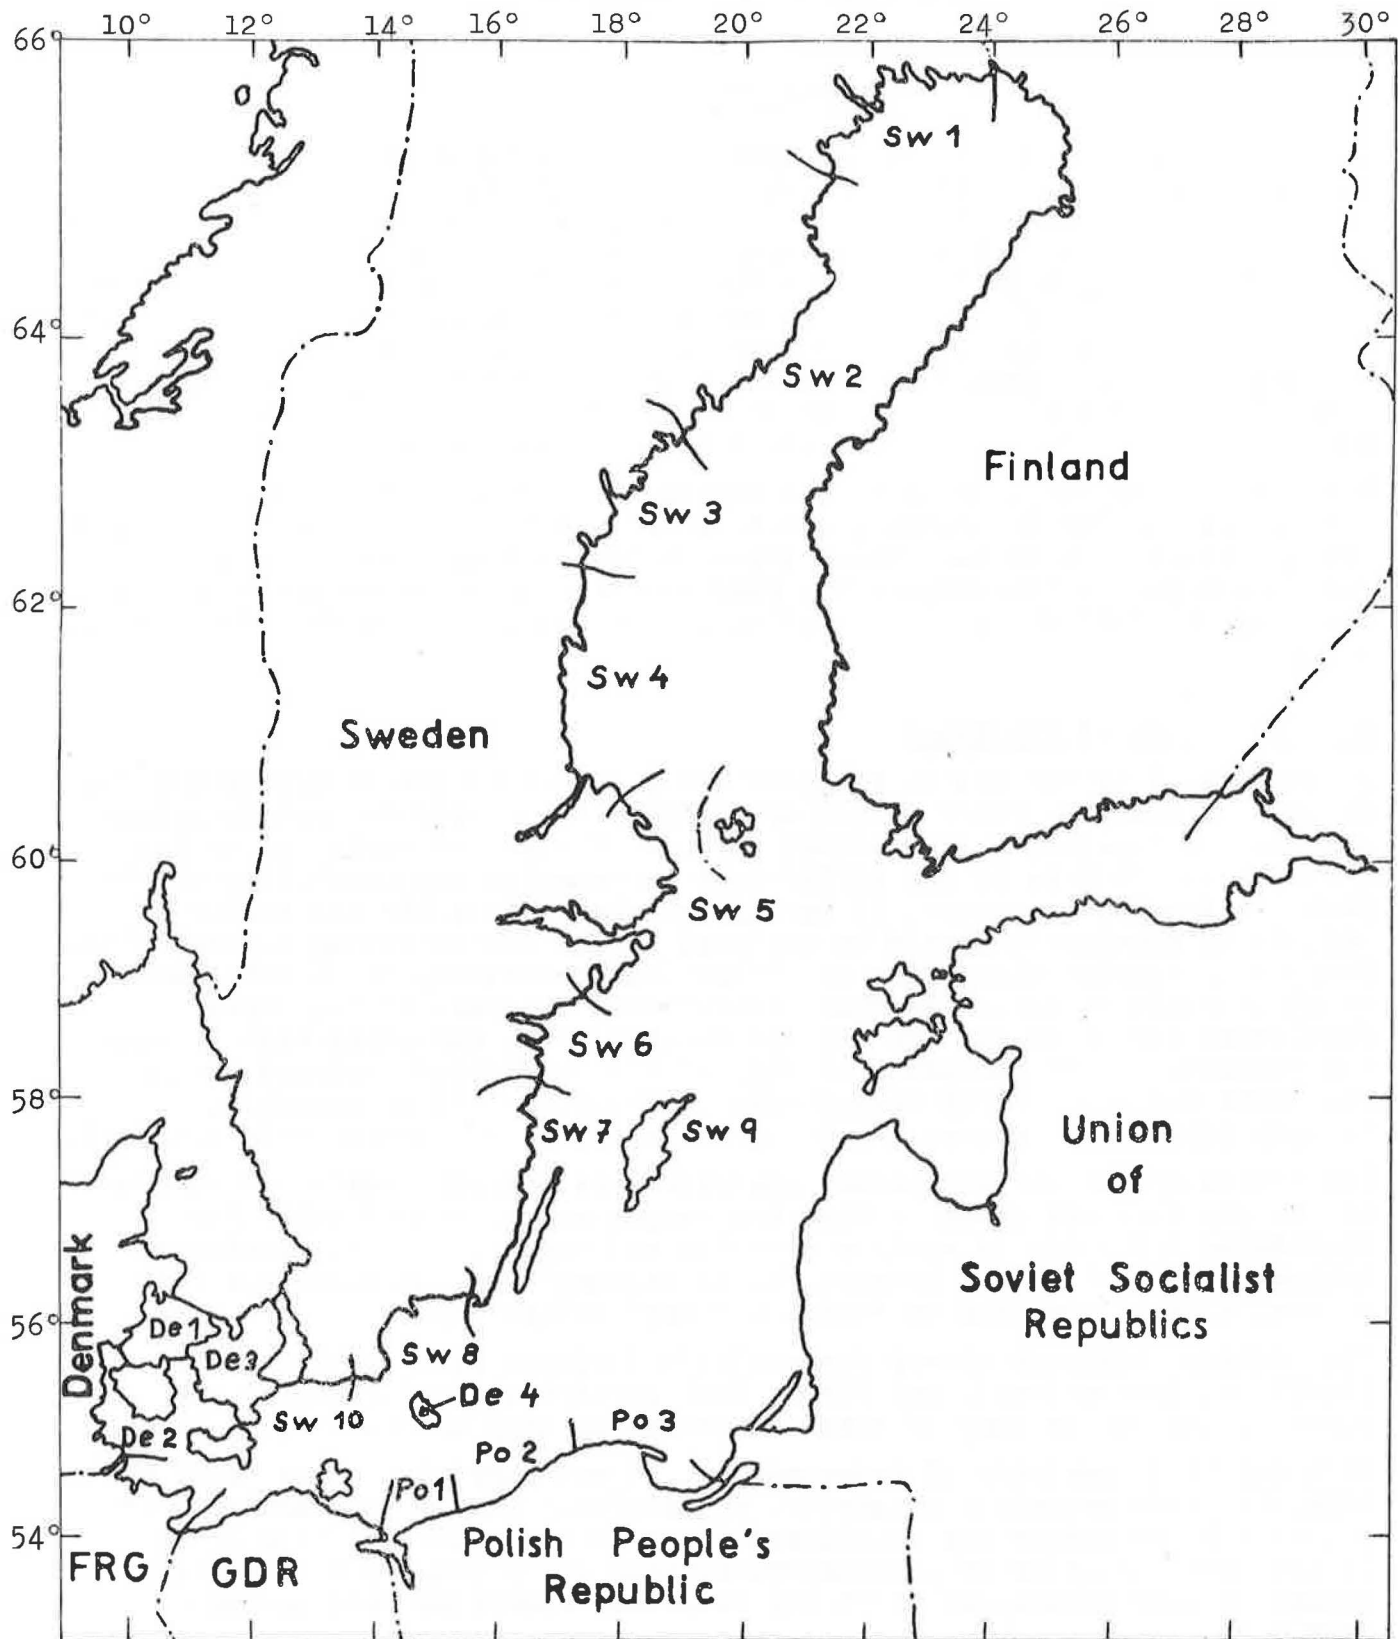 10° 12° 14° 16° 18° 20° 22° 24° 26° 28° 30°
66°
Sw 1
64°
Sw 2
Finland
Sw 3
62°
Sw 4
Sweden
60°
Sw 5
Sw 6
58°
Sw 7
Sw 9
Union
of
Soviet Socialist
Republics
Denmark
56°
De 1
De 3
Sw 8
De 4
Sw 10
Po 3
De 2
Po 2
Po 1
54°
FRG
GDR
Polish People's
Republic